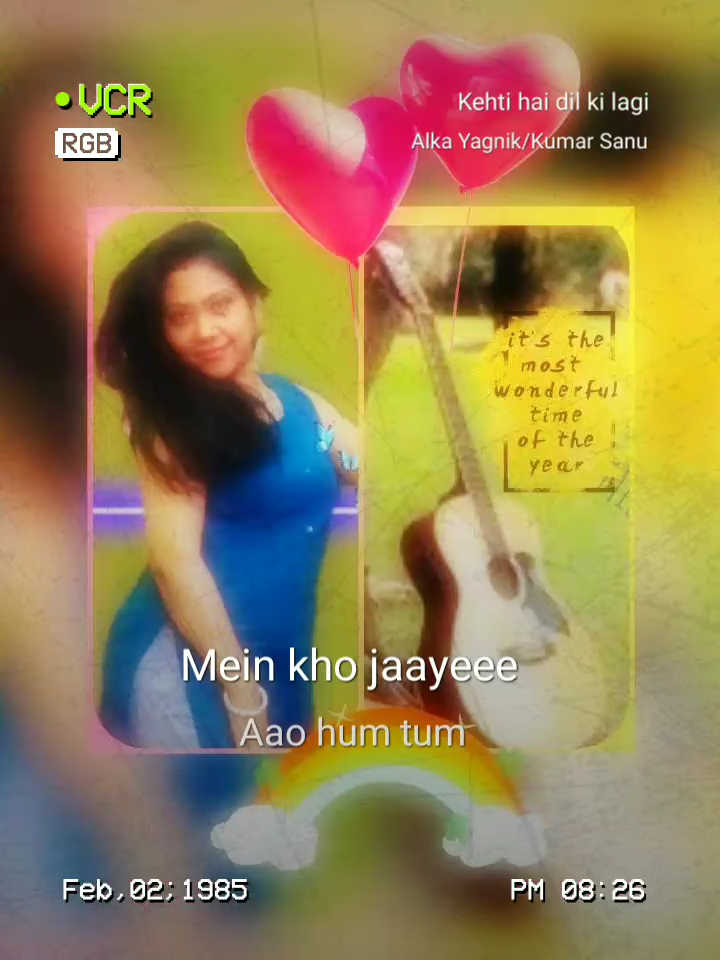 VCR
RGB
Kehti hai dil ki lagi
Alka Yagnik/Kumar Sanu
it's the
most
wonderful
time
of the
year
Mein kho jaayeee
Aao hum tum
Feb,02;1985
PM 08:26